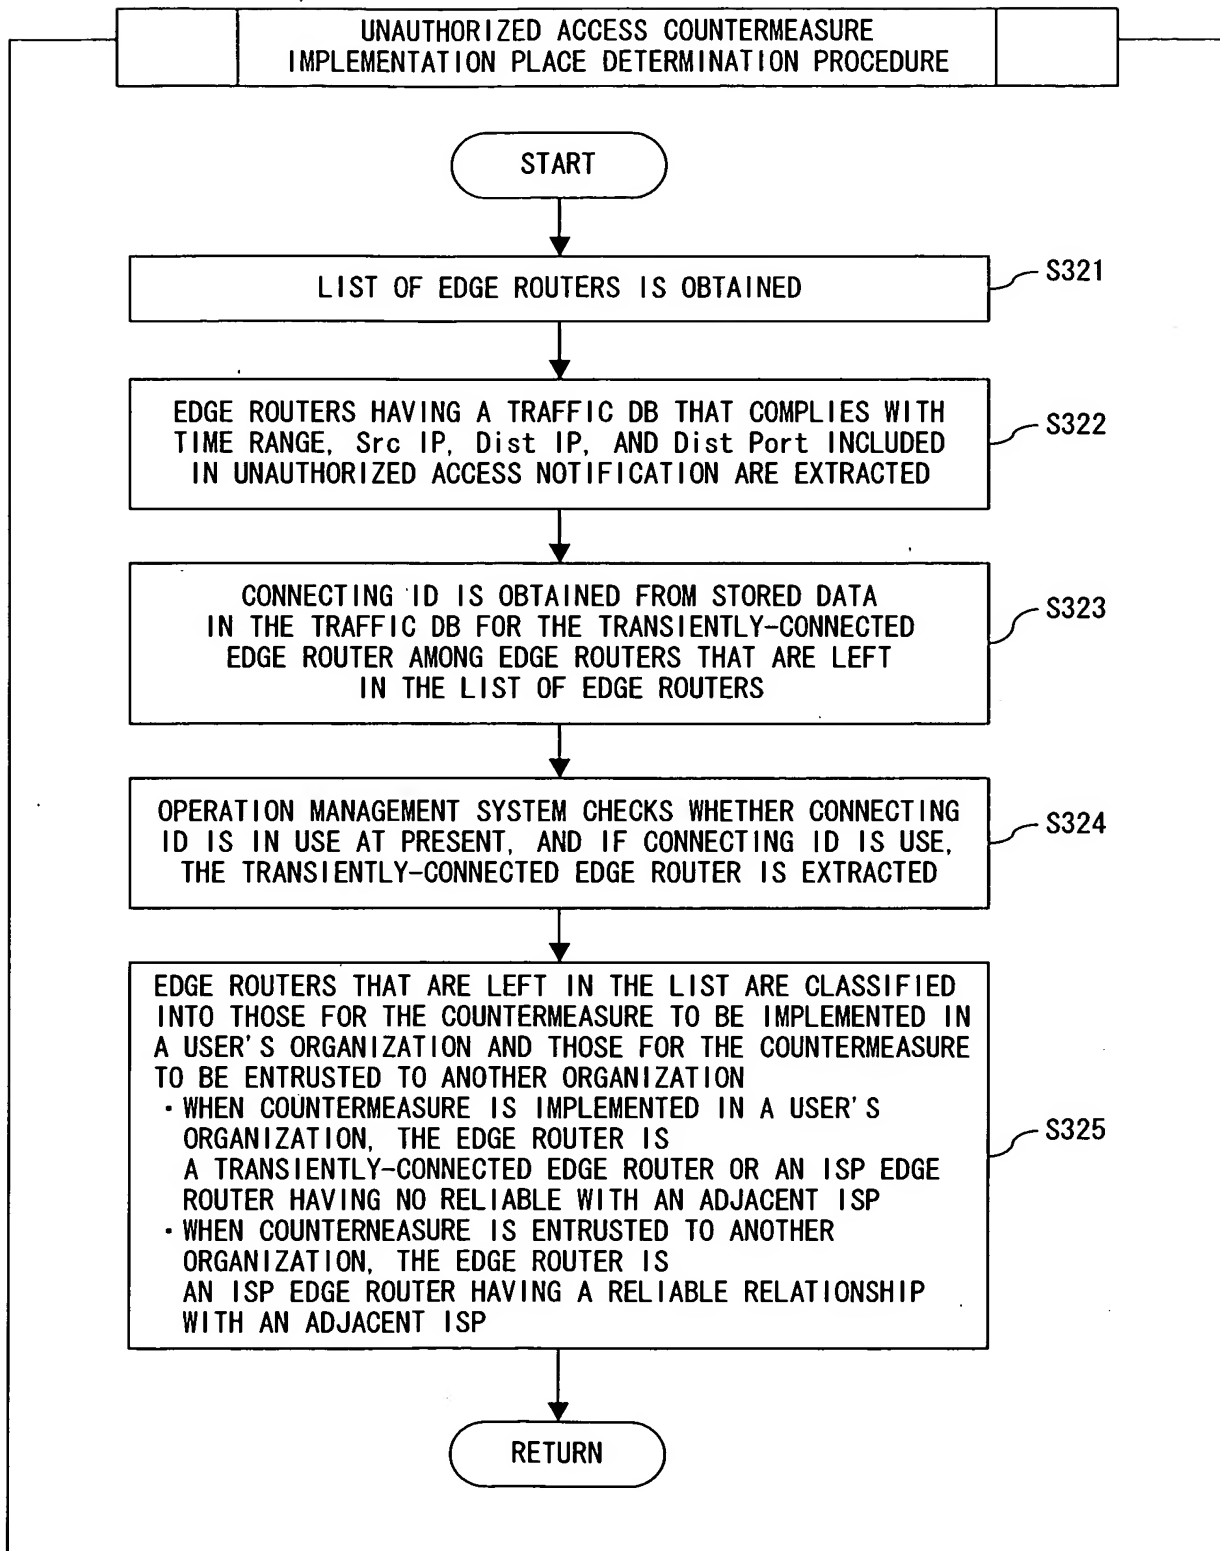 UNAUTHORIZED ACCESS COUNTERMEASURE
IMPLEMENTATION PLACE DETERMINATION PROCEDURE
START
LIST OF EDGE ROUTERS IS OBTAINED
S321
EDGE ROUTERS HAVING A TRAFFIC DB THAT COMPLIES WITH
TIME RANGE, Src IP, Dist IP, AND Dist Port INCLUDED
IN UNAUTHORIZED ACCESS NOTIFICATION ARE EXTRACTED
S322
CONNECTING ID IS OBTAINED FROM STORED DATA
IN THE TRAFFIC DB FOR THE TRANSIENTLY-CONNECTED
EDGE ROUTER AMONG EDGE ROUTERS THAT ARE LEFT
IN THE LIST OF EDGE ROUTERS
S323
OPERATION MANAGEMENT SYSTEM CHECKS WHETHER CONNECTING
ID IS IN USE AT PRESENT, AND IF CONNECTING ID IS USE,
THE TRANSIENTLY-CONNECTED EDGE ROUTER IS EXTRACTED
S324
EDGE ROUTERS THAT ARE LEFT IN THE LIST ARE CLASSIFIED
INTO THOSE FOR THE COUNTERMEASURE TO BE IMPLEMENTED IN
A USER'S ORGANIZATION AND THOSE FOR THE COUNTERMEASURE
TO BE ENTRUSTED TO ANOTHER ORGANIZATION
・WHEN COUNTERMEASURE IS IMPLEMENTED IN A USER'S
ORGANIZATION, THE EDGE ROUTER IS
A TRANSIENTLY-CONNECTED EDGE ROUTER OR AN ISP EDGE
ROUTER HAVING NO RELIABLE WITH AN ADJACENT ISP
・WHEN COUNTERNEASURE IS ENTRUSTED TO ANOTHER
ORGANIZATION, THE EDGE ROUTER IS
AN ISP EDGE ROUTER HAVING A RELIABLE RELATIONSHIP
WITH AN ADJACENT ISP
S325
RETURN